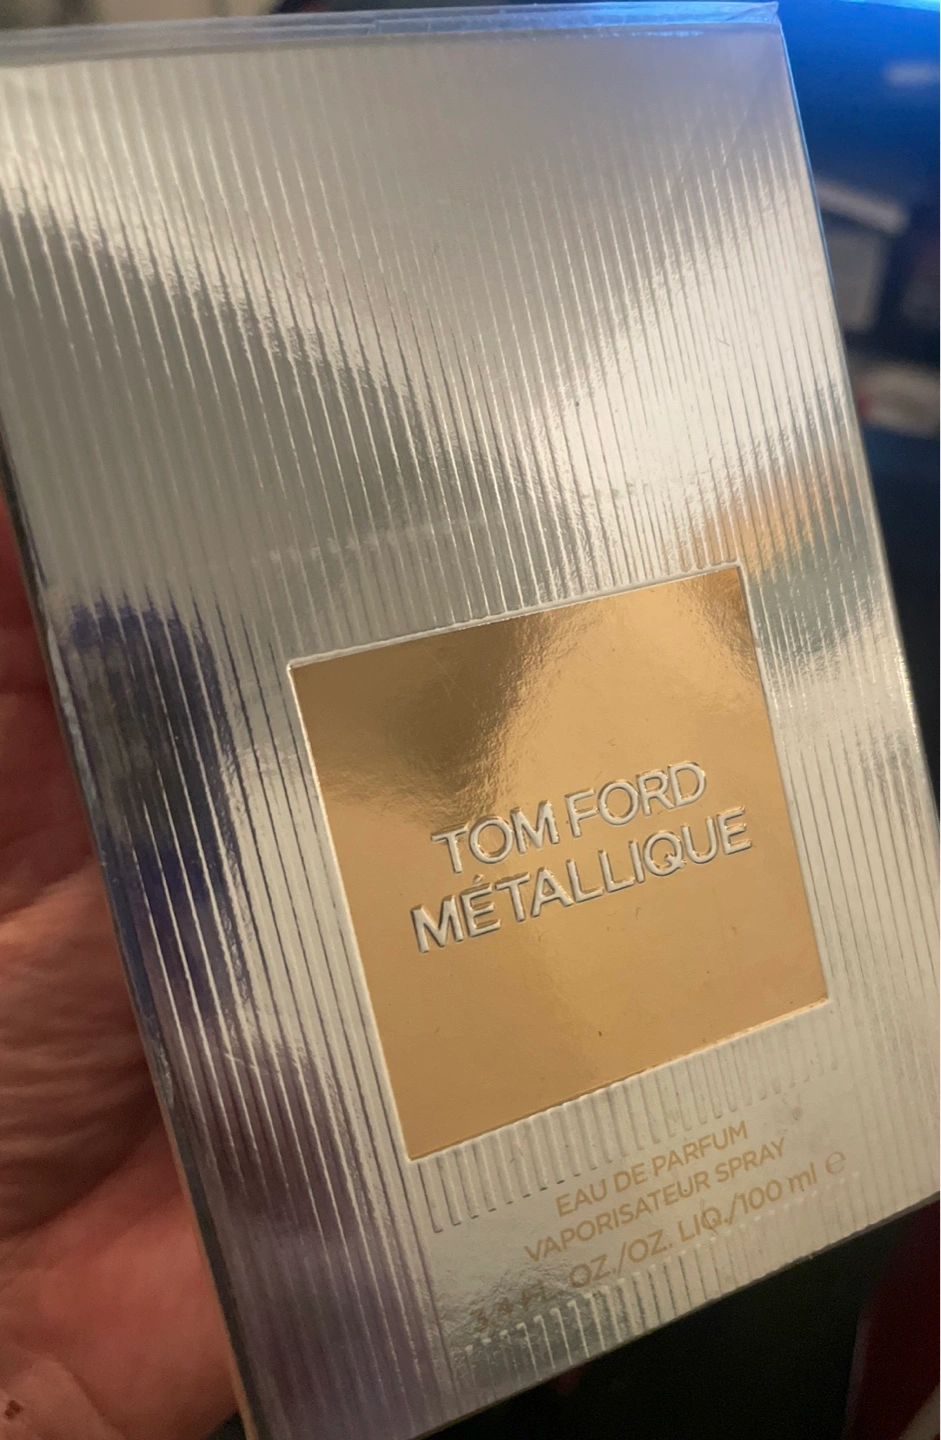 TOM FORD
MÉTALLIQUE
EAU DE PARFUM
VAPORISATEUR SPRAY
3.4 FL. OZ./OZ. LIQ./100 ml ℮